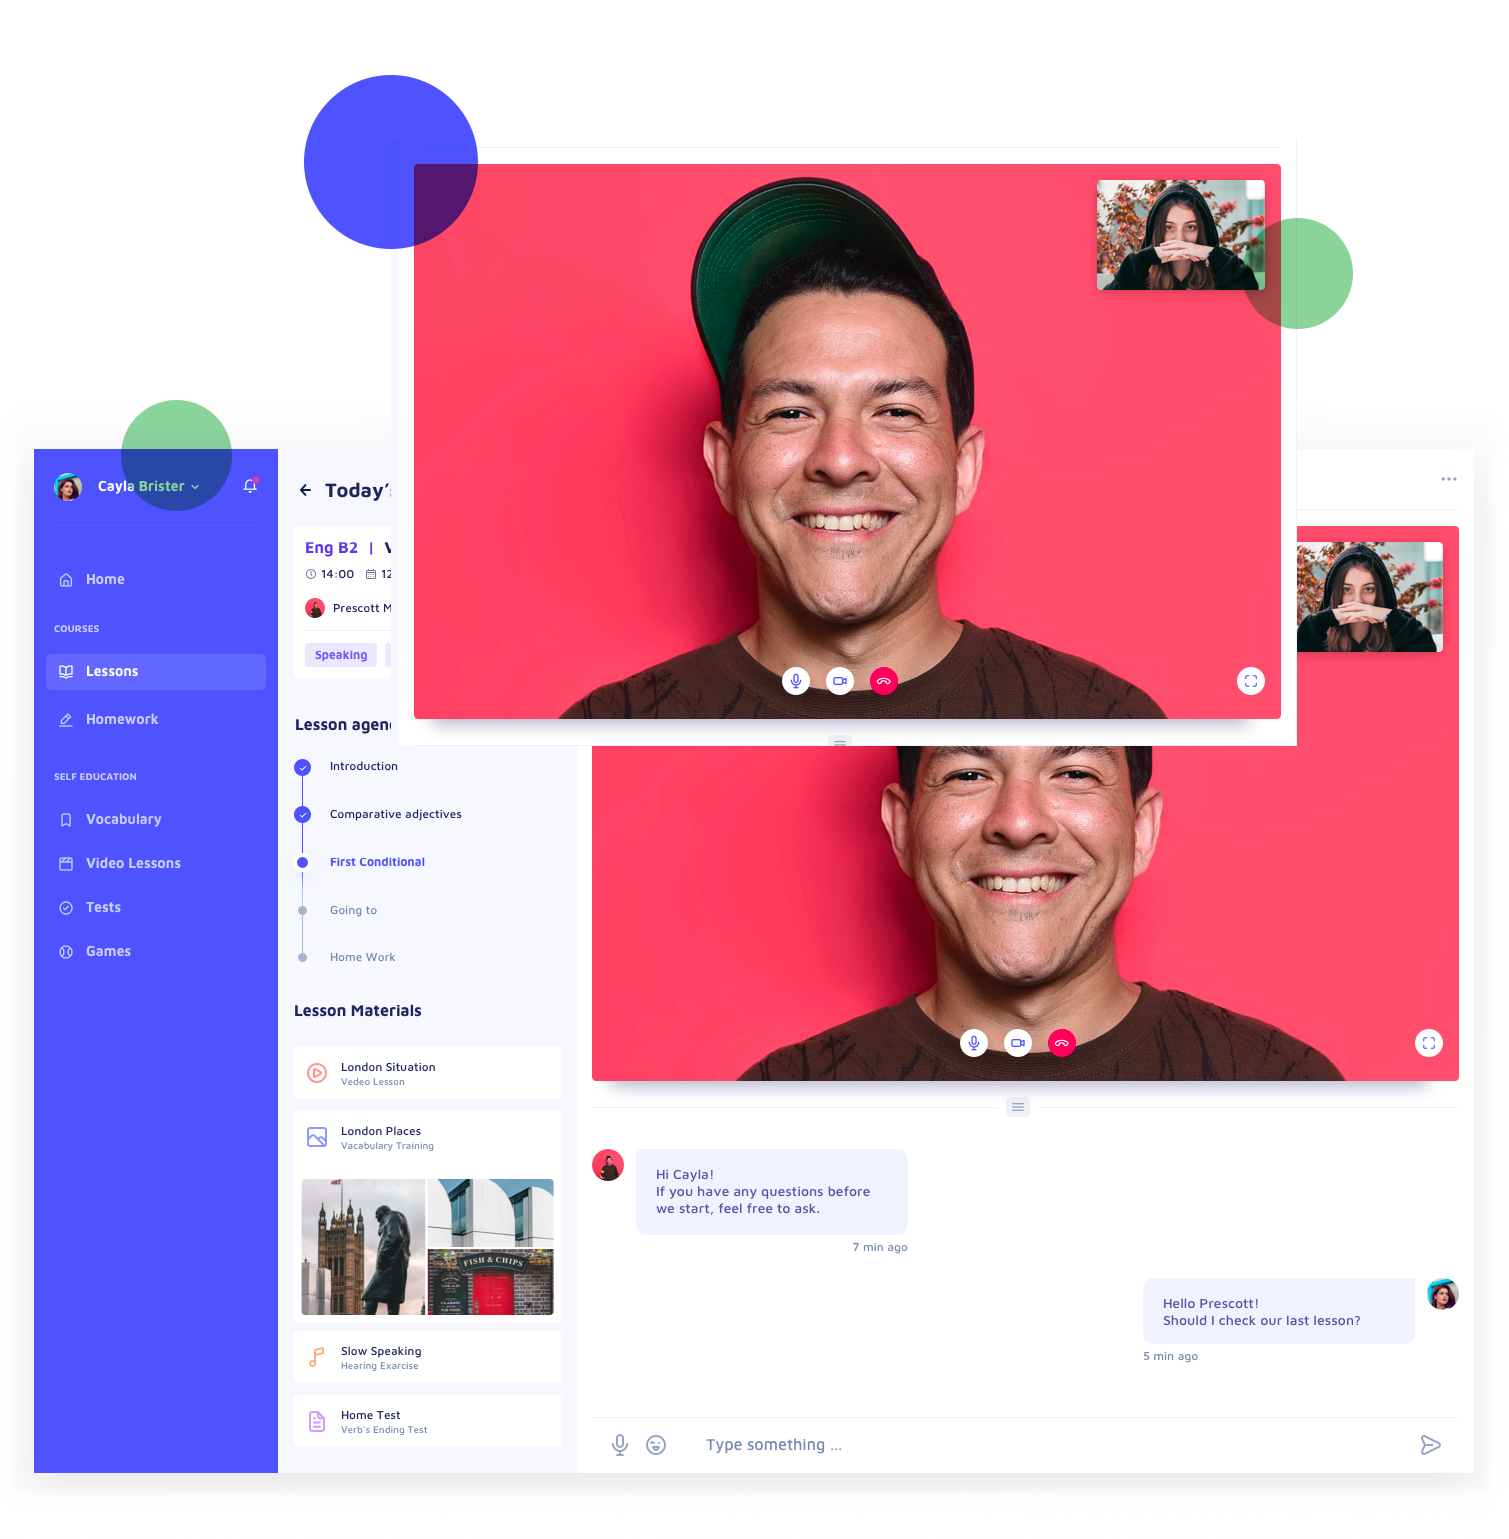 Cayla Brister
Home
COURSES
Lessons
Homework
SELF EDUCATION
Vocabulary
Video Lessons
Tests
Games
Today's
Eng B2 |
14:00 12
Prescott M
Speaking
Lesson agen
Introduction
Comparative adjectives
First Conditional
Going to
Home Work
Lesson Materials
London Situation
Vedeo Lesson
London Places
Vacabulary Training
FISH & CHIPS
Slow Speaking
Hearing Exarcise
Home Test
Verb's Ending Test
Hi Cayla!
If you have any questions before
we start, feel free to ask.
7 min ago
Hello Prescott!
Should I check our last lesson?
5 min ago
Type something ...